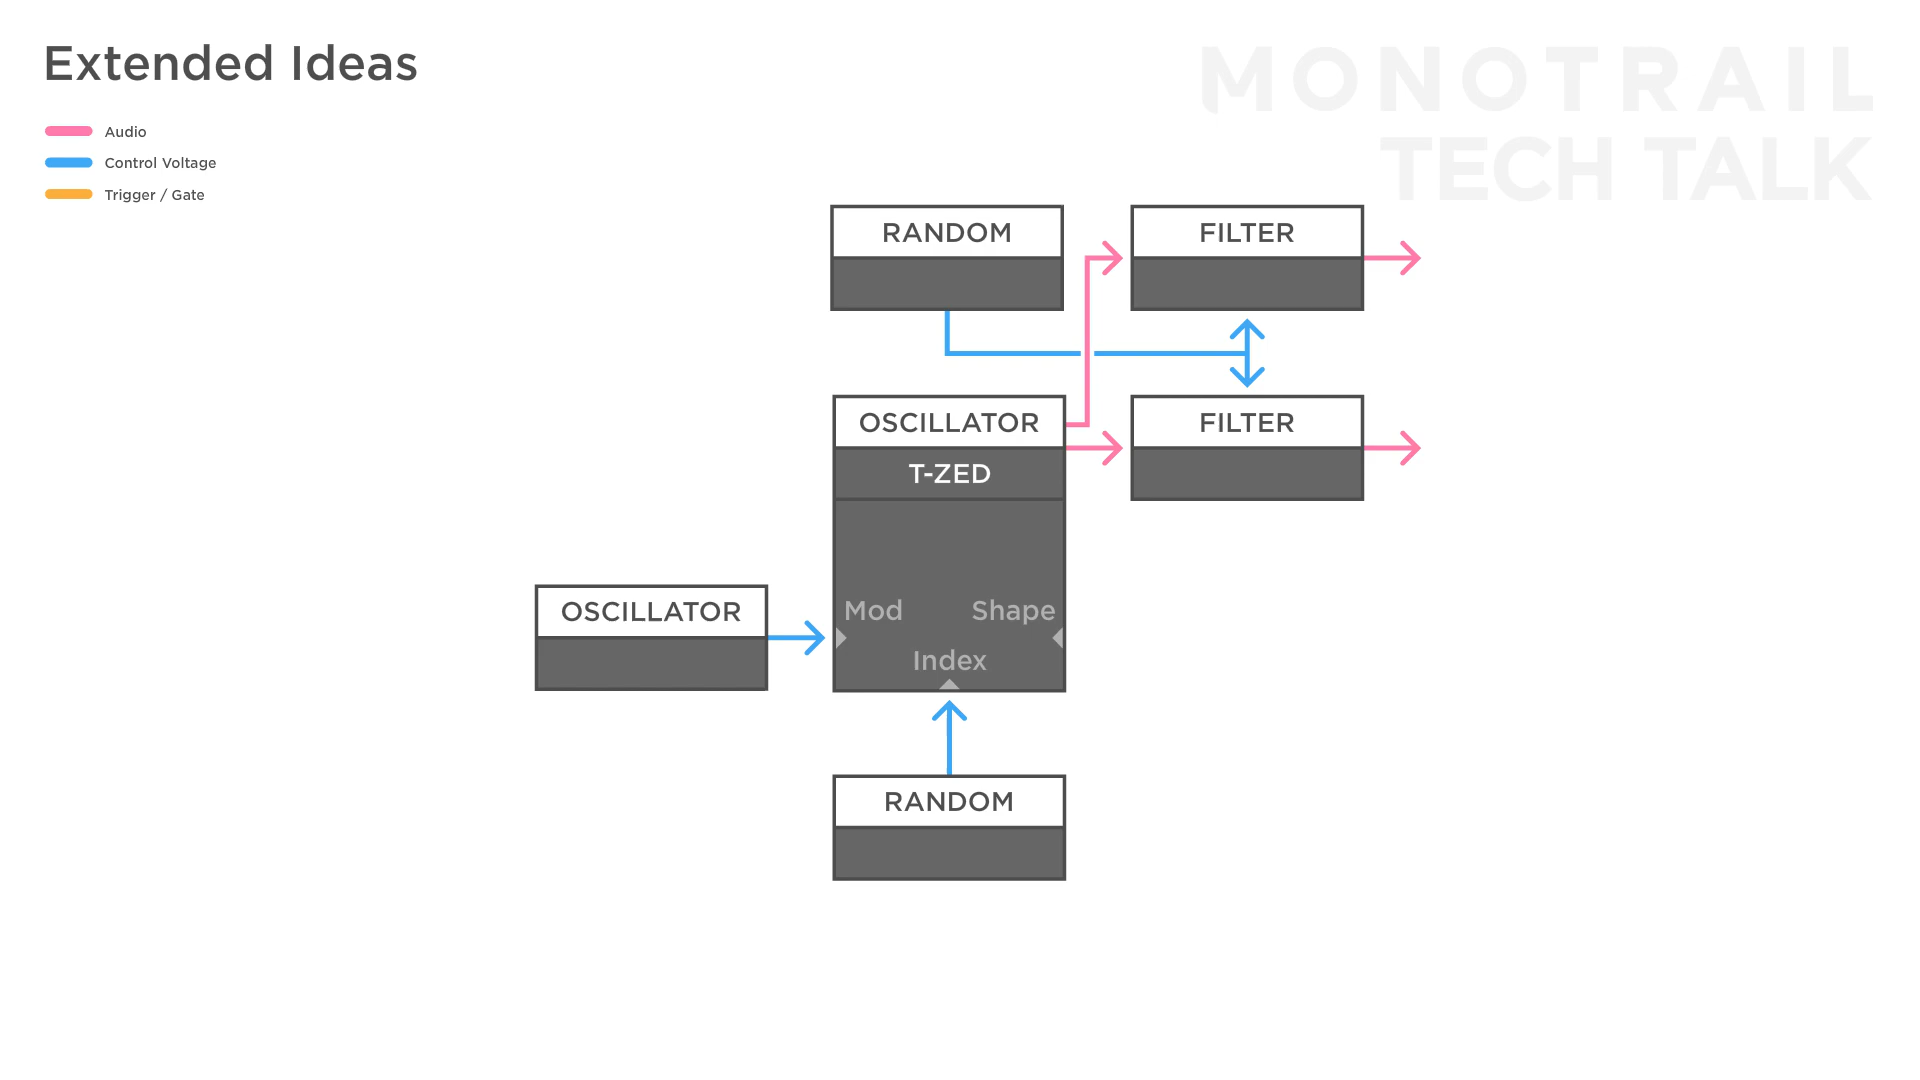 Extended Ideas
MONOTRAIL
TECH TALK
Audio
Control Voltage
Trigger / Gate
RANDOM
FILTER
OSCILLATOR
FILTER
T-ZED
OSCILLATOR
Mod
Shape
Index
RANDOM